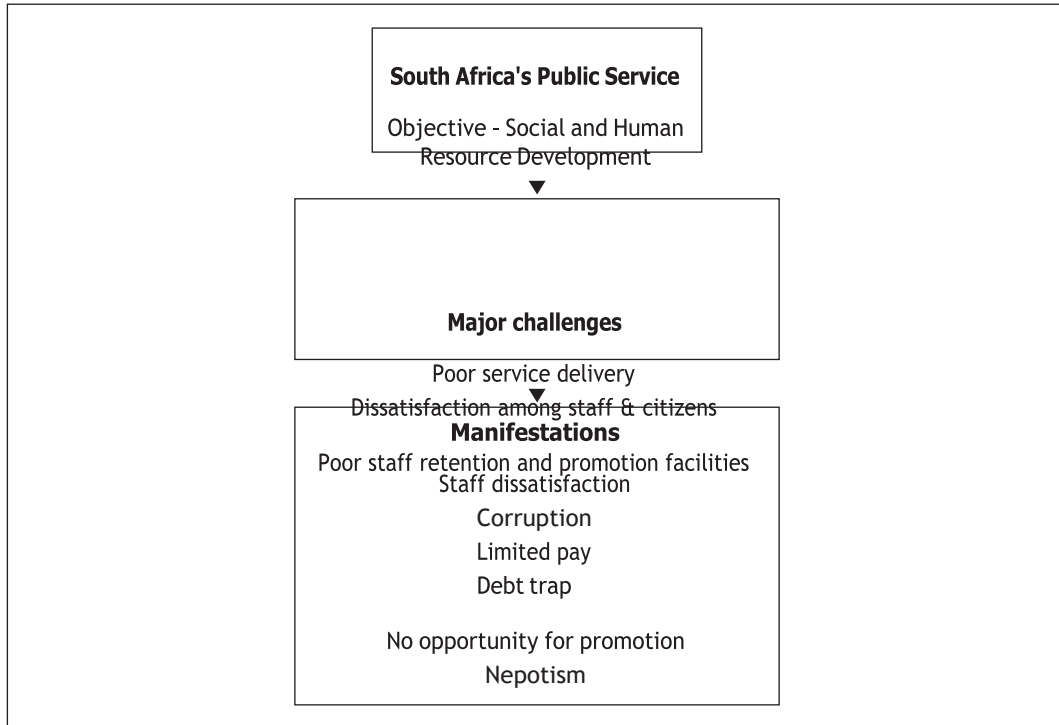 South Africa's Public Service
Objective - Social and Human
Resource Development
Major challenges
Poor service delivery
Dissatisfaction among staff & citizens
Manifestations
Poor staff retention and promotion facilities
Staff dissatisfaction
Corruption
Limited pay
Debt trap
No opportunity for promotion
Nepotism